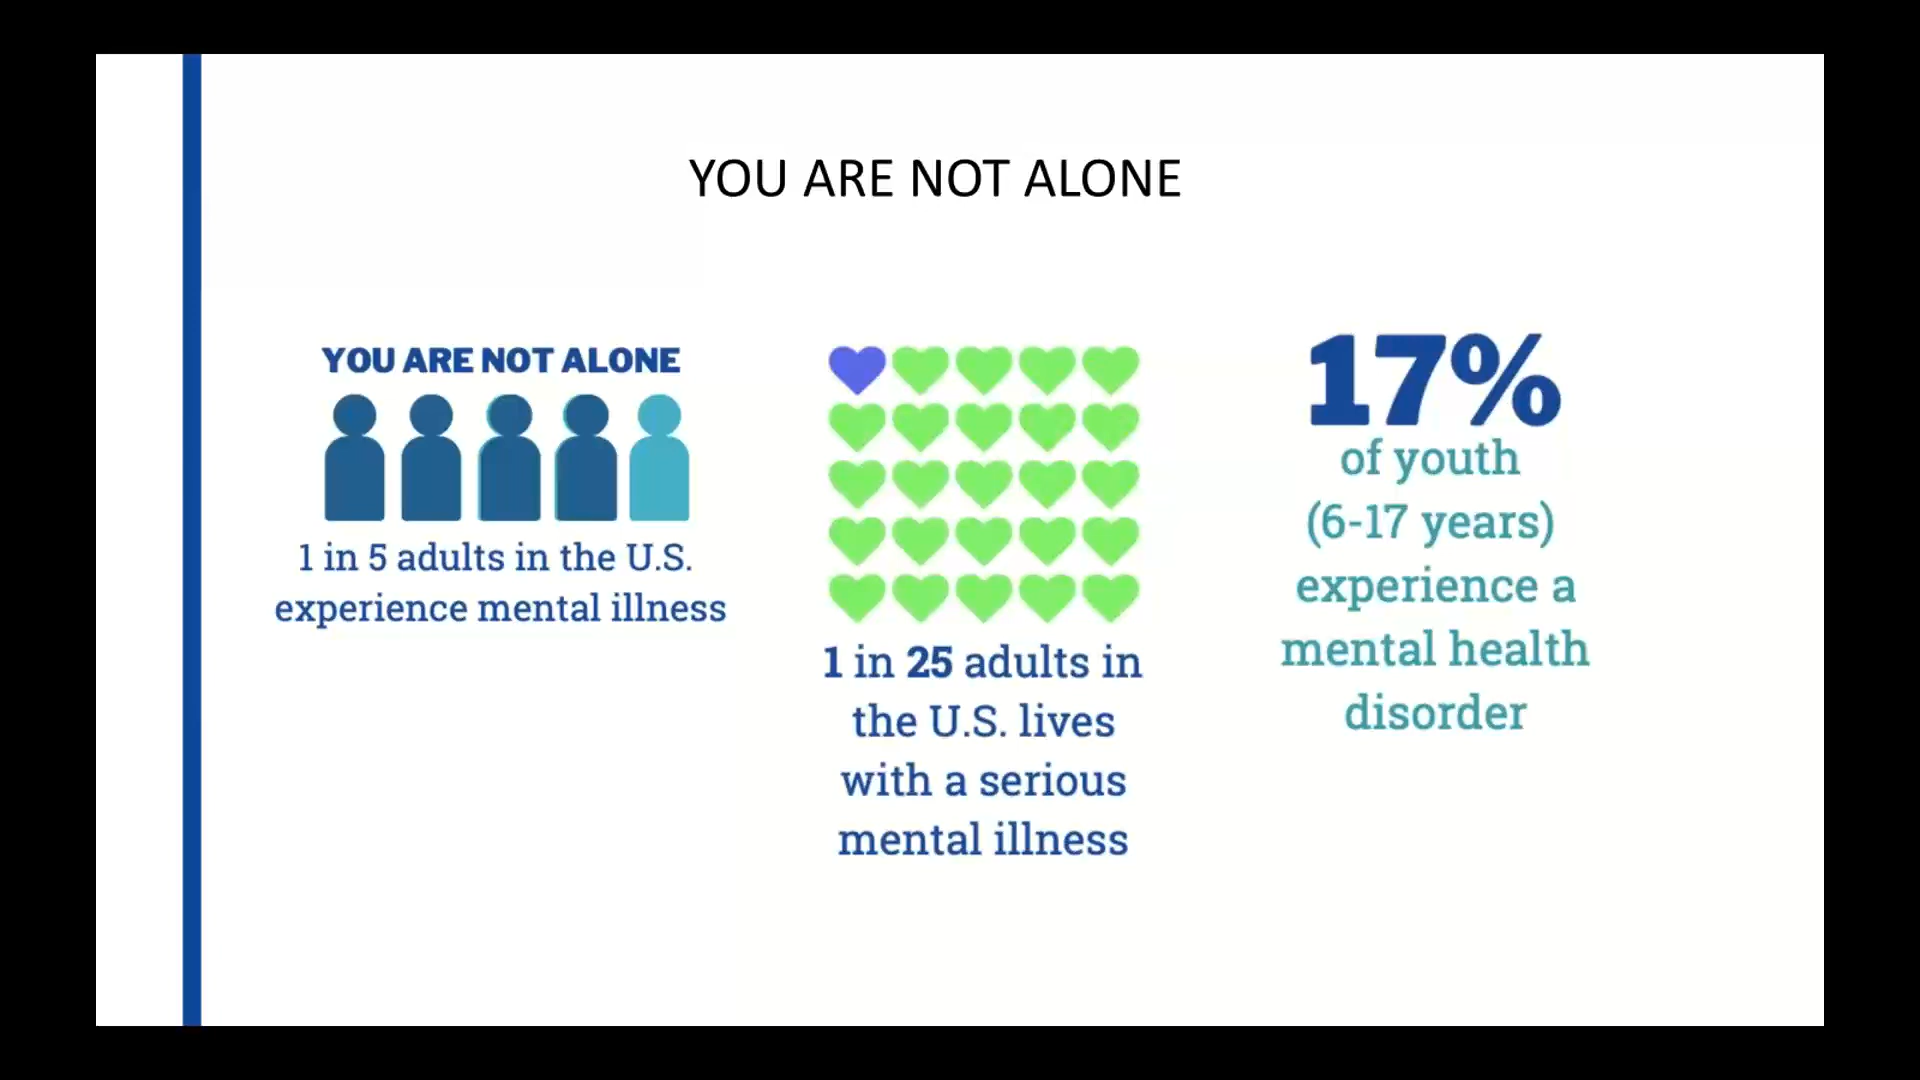 YOU ARE NOT ALONE
YOU ARE NOT ALONE
1 in 5 adults in the U.S.
experience mental illness
1 in 25 adults in
the U.S. lives
with a serious
mental illness
17%
of youth
(6-17 years)
experience a
mental health
disorder